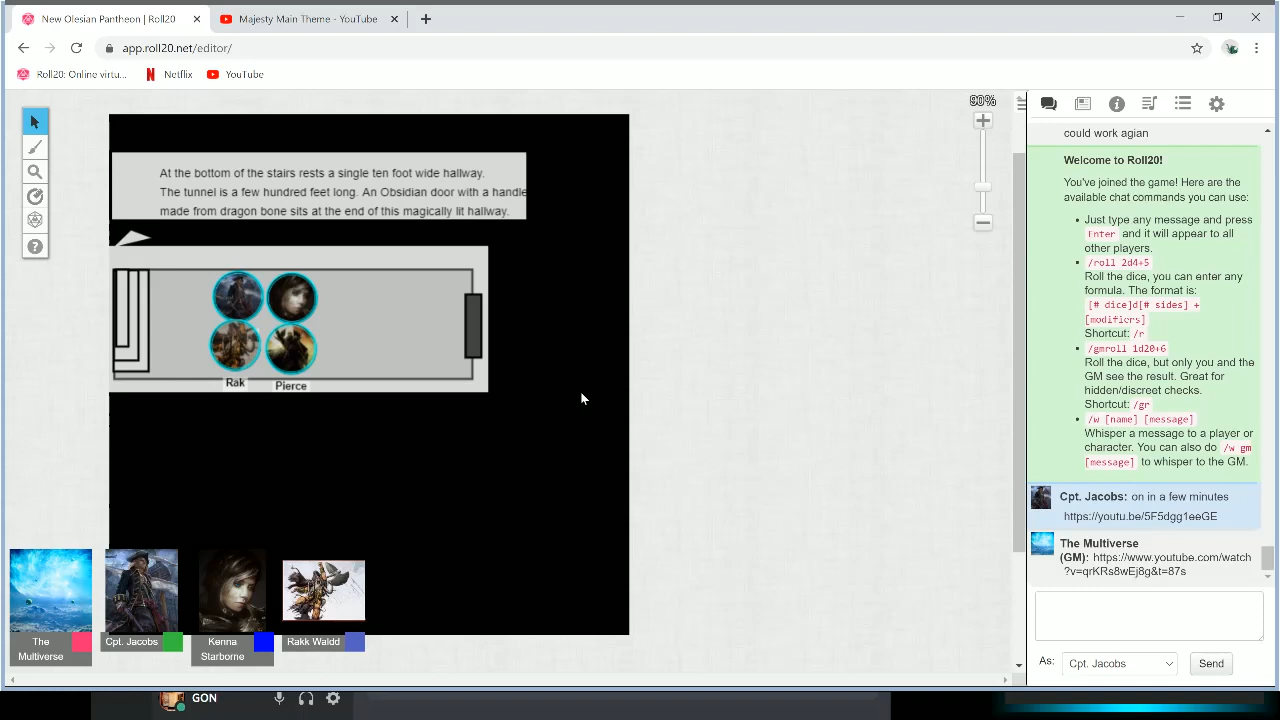 New Olesian Pantheon | Roll20
Majesty Main Theme - YouTube
app.roll20.net/editor/
Roll20: Online virtu...
Netflix
YouTube
90%
At the bottom of the stairs rests a single ten foot wide hallway.
The tunnel is a few hundred feet long. An Obsidian door with a handle
made from dragon bone sits at the end of this magically lit hallway.
Rak
Pierce
The
Multiverse
Cpt. Jacobs
Kenna
Starborne
Rakk Waldd
could work agian
Welcome to Roll20!
You've joined the game! Here are the
available chat commands you can use:
Just type any message and press
Enter and it will appear to all
other players.
/roll 2d4+5
Roll the dice, you can enter any
formula. The format is:
[# dice]d[# sides] +
[modifiers]
Shortcut: /r
/gmroll 1d20+6
Roll the dice, but only you and the
GM see the result. Great for
hidden/discreet checks.
Shortcut: /gr
/w [name] [message]
Whisper a message to a player or
character. You can also do /w gm
[message] to whisper to the GM.
Cpt. Jacobs: on in a few minutes
https://youtu.be/5F5dgg1eeGE
The Multiverse
(GM): https://www.youtube.com/watch
?v=qrKRs8wEj8g&t=87s
As:
Cpt. Jacobs
Send
GON